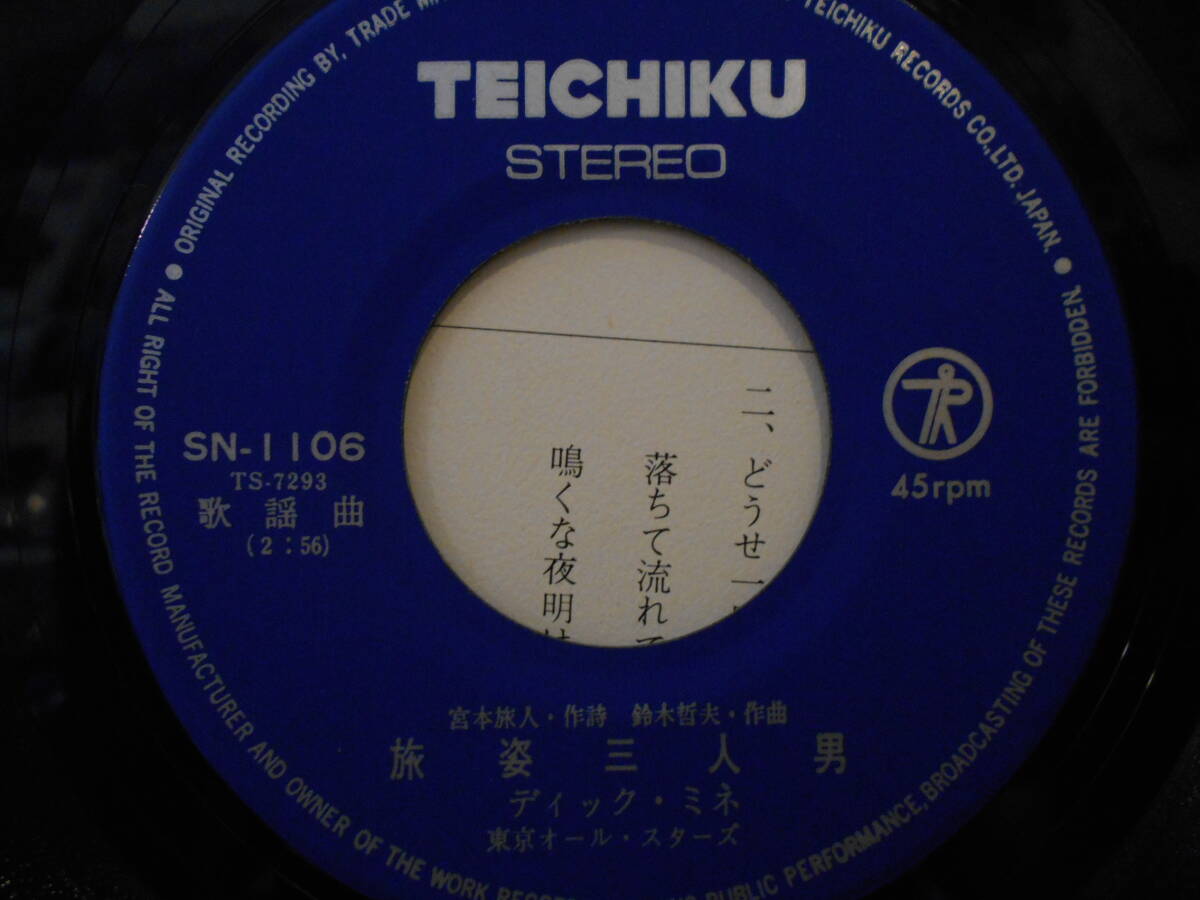 TEICHIKU
STEREO
SN-1106
TS-7293
歌謡曲
(2:56)
45rpm
二、どうせ一
落ちて流れて
鳴くな夜明け
宮本旅人・作詩 鈴木哲夫・作曲
旅姿三人男
ディック・ミネ
東京オール・スターズ
ORIGINAL RECORDING BY, TRADE TEICHIKU RECORDS CO.,LTD. JAPAN.
ALL RIGHT OF THE RECORD MANUFACTURER AND OWNER OF THE WORK PUBLIC PERFORMANCE, BROADCASTING OF THESE RECORDS ARE FORBIDDEN.